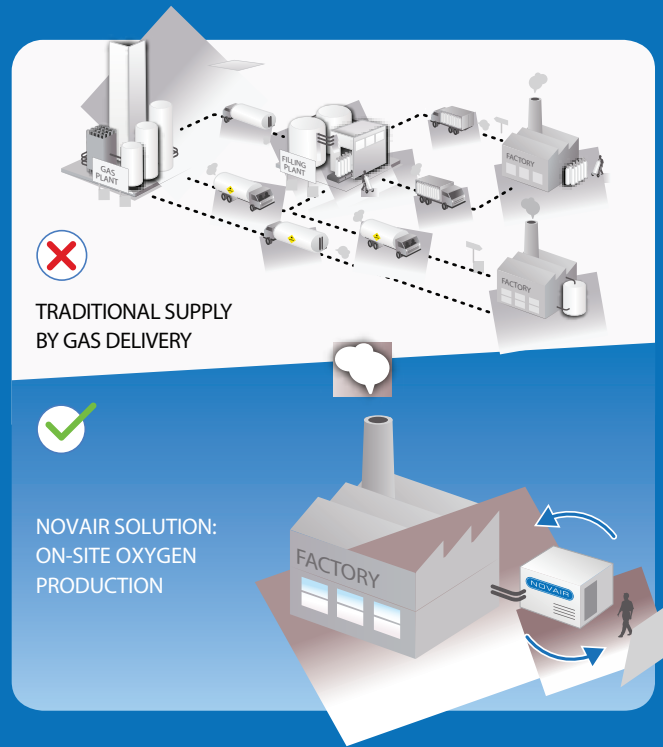 GAS
PLANT
FILLING
PLANT
FACTORY
FACTORY
TRADITIONAL SUPPLY
BY GAS DELIVERY
NOVAIR SOLUTION:
ON-SITE OXYGEN
PRODUCTION
FACTORY
NOVAIR